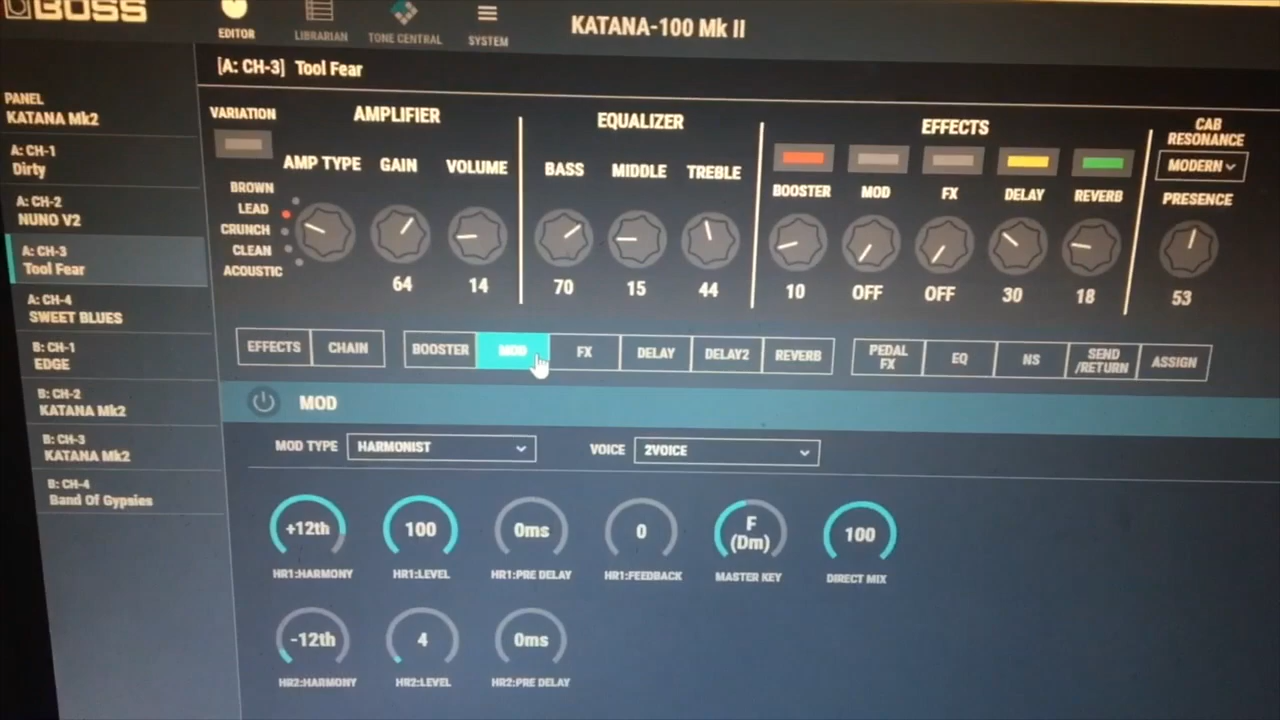 BOSS
EDITOR
LIBRARIAN
TONE CENTRAL
SYSTEM
KATANA-100 Mk II
[A: CH-3] Tool Fear
PANEL
KATANA Mk2
A: CH-1
Dirty
A: CH-2
NUNO V2
A: CH-3
Tool Fear
A: CH-4
SWEET BLUES
B: CH-1
EDGE
B: CH-2
KATANA Mk2
B: CH-3
KATANA Mk2
B: CH-4
Band Of Gypsies
VARIATION
AMPLIFIER
AMP TYPE GAIN VOLUME
BROWN
LEAD
CRUNCH
CLEAN
ACOUSTIC
64 14
EQUALIZER
BASS MIDDLE TREBLE
70 15 44
EFFECTS
BOOSTER MOD FX DELAY REVERB
10 OFF OFF 30 18
CAB
RESONANCE
MODERN
PRESENCE
53
EFFECTS CHAIN BOOSTER MOD FX DELAY DELAY2 REVERB
PEDAL
FX
EQ
NS
SEND
/RETURN
ASSIGN
MOD
MOD TYPE HARMONIST VOICE 2VOICE
+12th 100 0ms 0
F
(Dm)
100
HR1:HARMONY HR1:LEVEL HR1:PRE DELAY HR1:FEEDBACK MASTER KEY DIRECT MIX
-12th 4 0ms
HR2:HARMONY HR2:LEVEL HR2:PRE DELAY